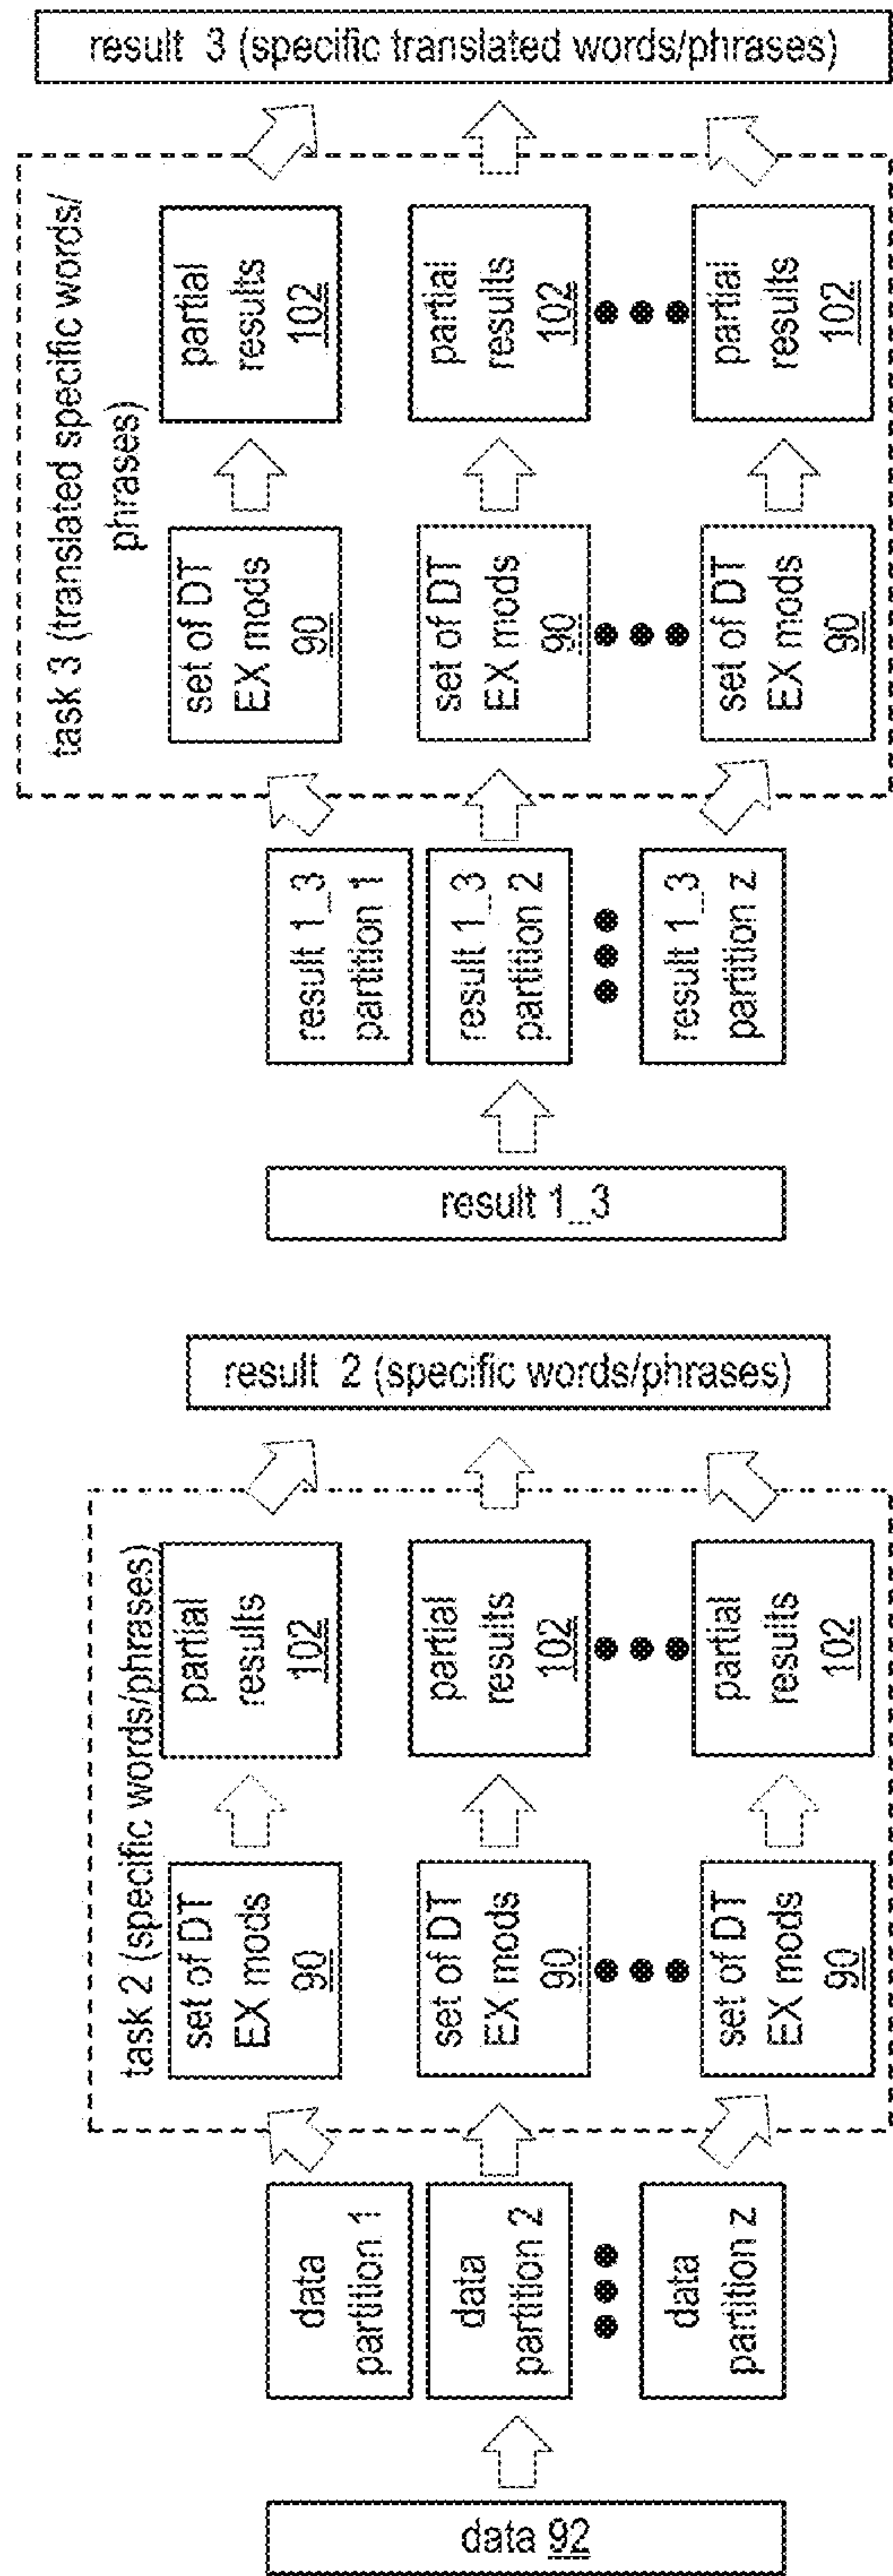 data 92
data
partition 1
data
partition 2
data
partition z
task 2 (specific words/phrases)
set of DT
EX mods
90
set of DT
EX mods
90
set of DT
EX mods
90
partial
results
102
partial
results
102
partial
results
102
result 2 (specific words/phrases)
result 1_3
result 1_3
partition 1
result 1_3
partition 2
result 1_3
partition z
task 3 (translated specific words/
phrases)
set of DT
EX mods
90
set of DT
EX mods
90
set of DT
EX mods
90
partial
results
102
partial
results
102
partial
results
102
result 3 (specific translated words/phrases)